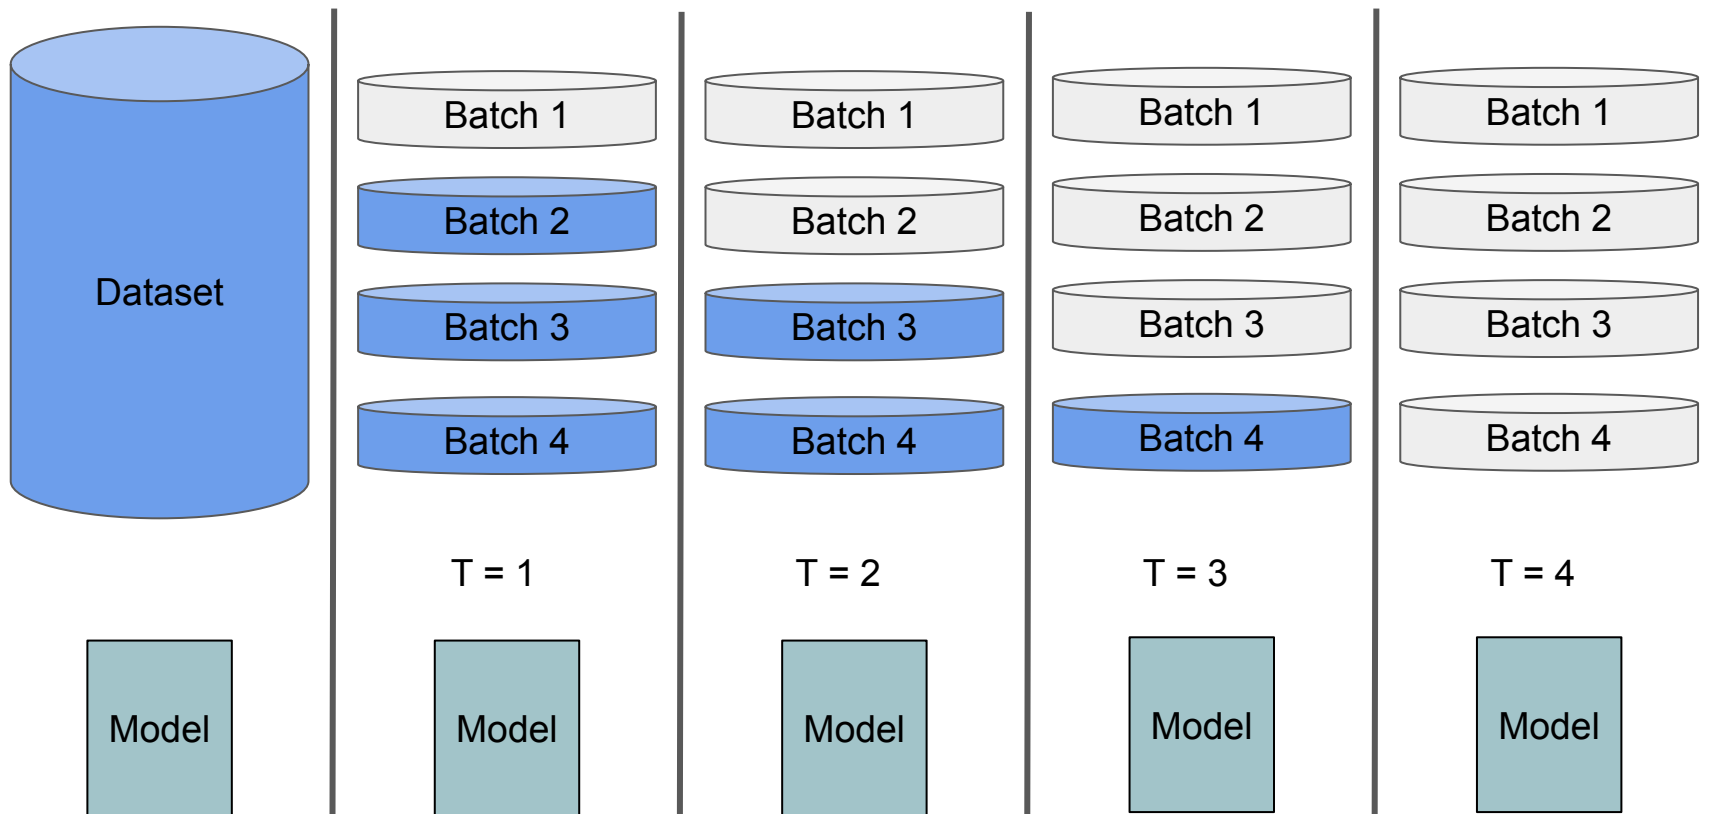 Dataset
Model
Batch 1
Batch 2
Batch 3
Batch 4
T = 1
Model
Batch 1
Batch 2
Batch 3
Batch 4
T = 2
Model
Batch 1
Batch 2
Batch 3
Batch 4
T = 3
Model
Batch 1
Batch 2
Batch 3
Batch 4
T = 4
Model